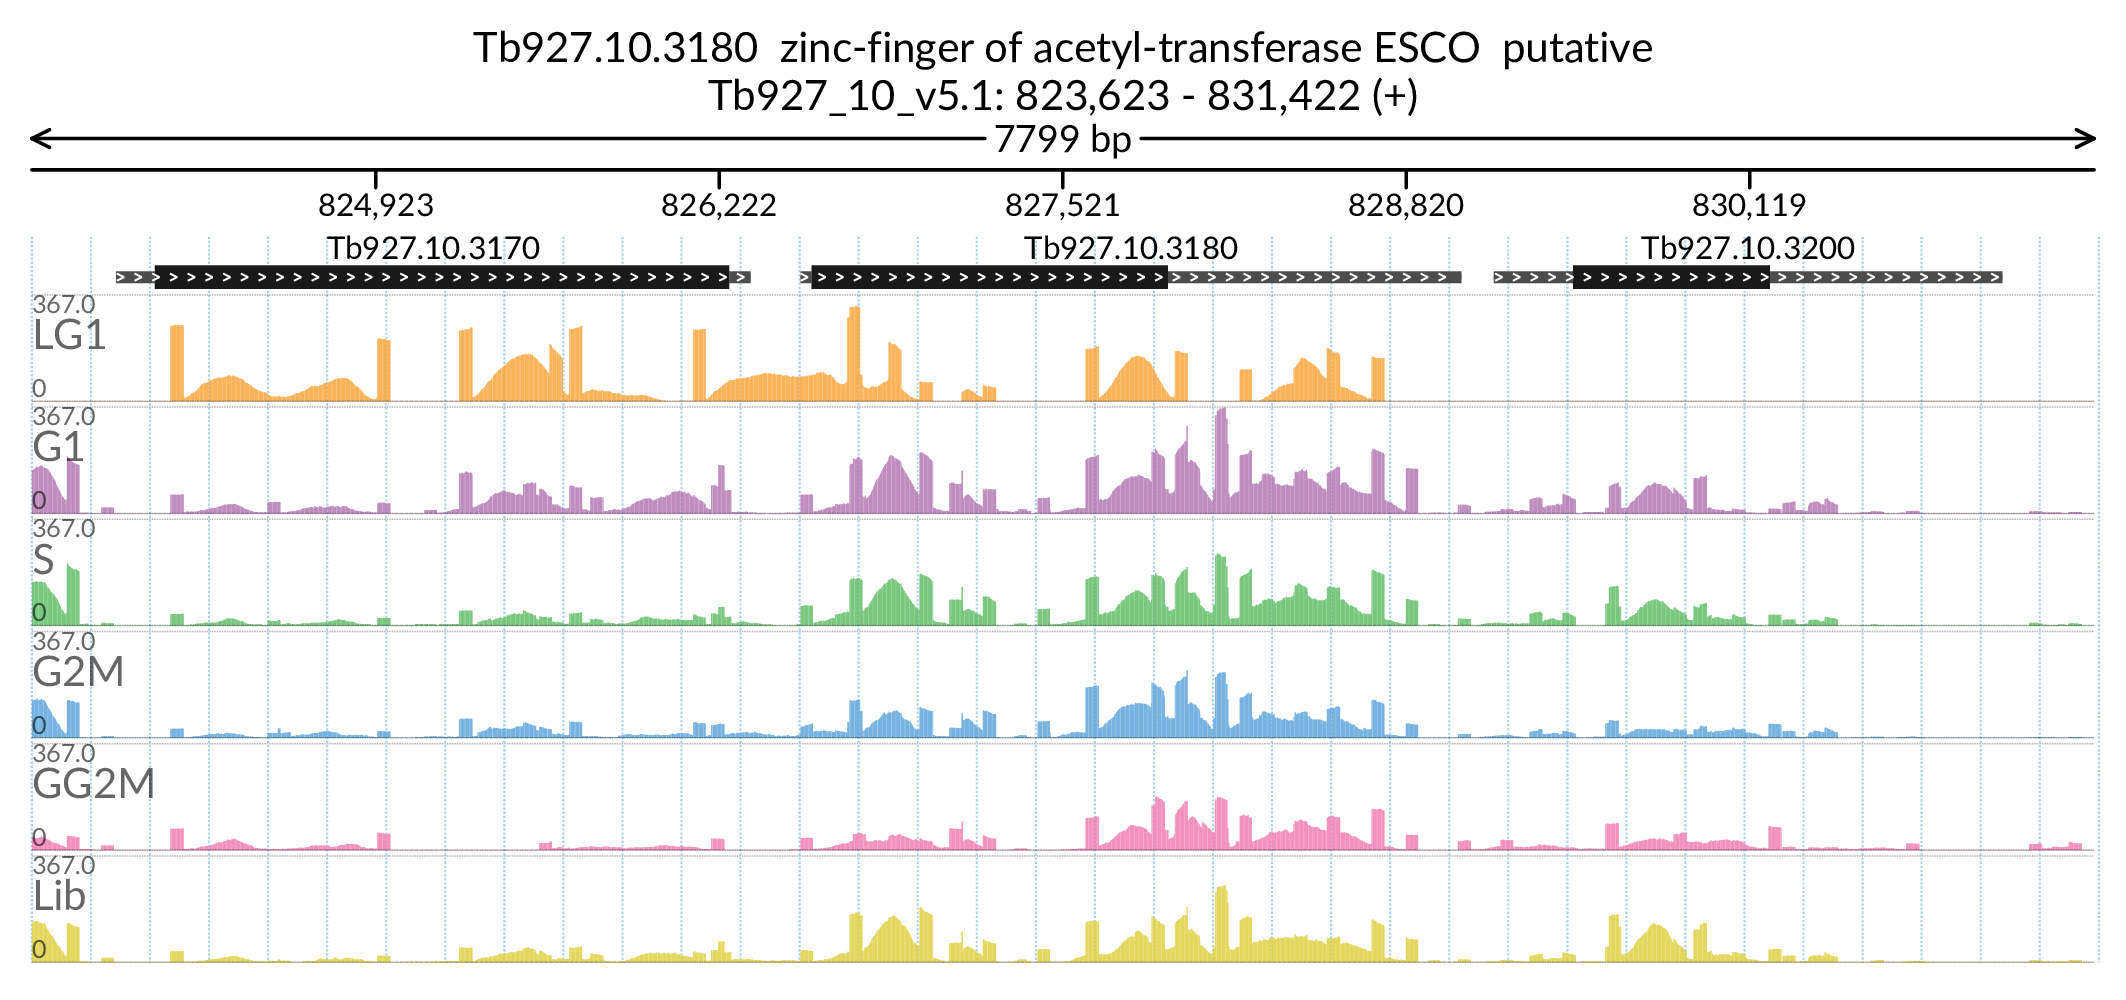 Tb927.10.3180  zinc-finger of acetyl-transferase ESCO  putative
Tb927_10_v5.1: 823,623 - 831,422 (+)
7799 bp
824,923 826,222 827,521 828,820 830,119
Tb927.10.3170 Tb927.10.3180 Tb927.10.3200
367.0
LG1
0
367.0
G1
0
367.0
S
0
367.0
G2M
0
367.0
GG2M
0
367.0
Lib
0